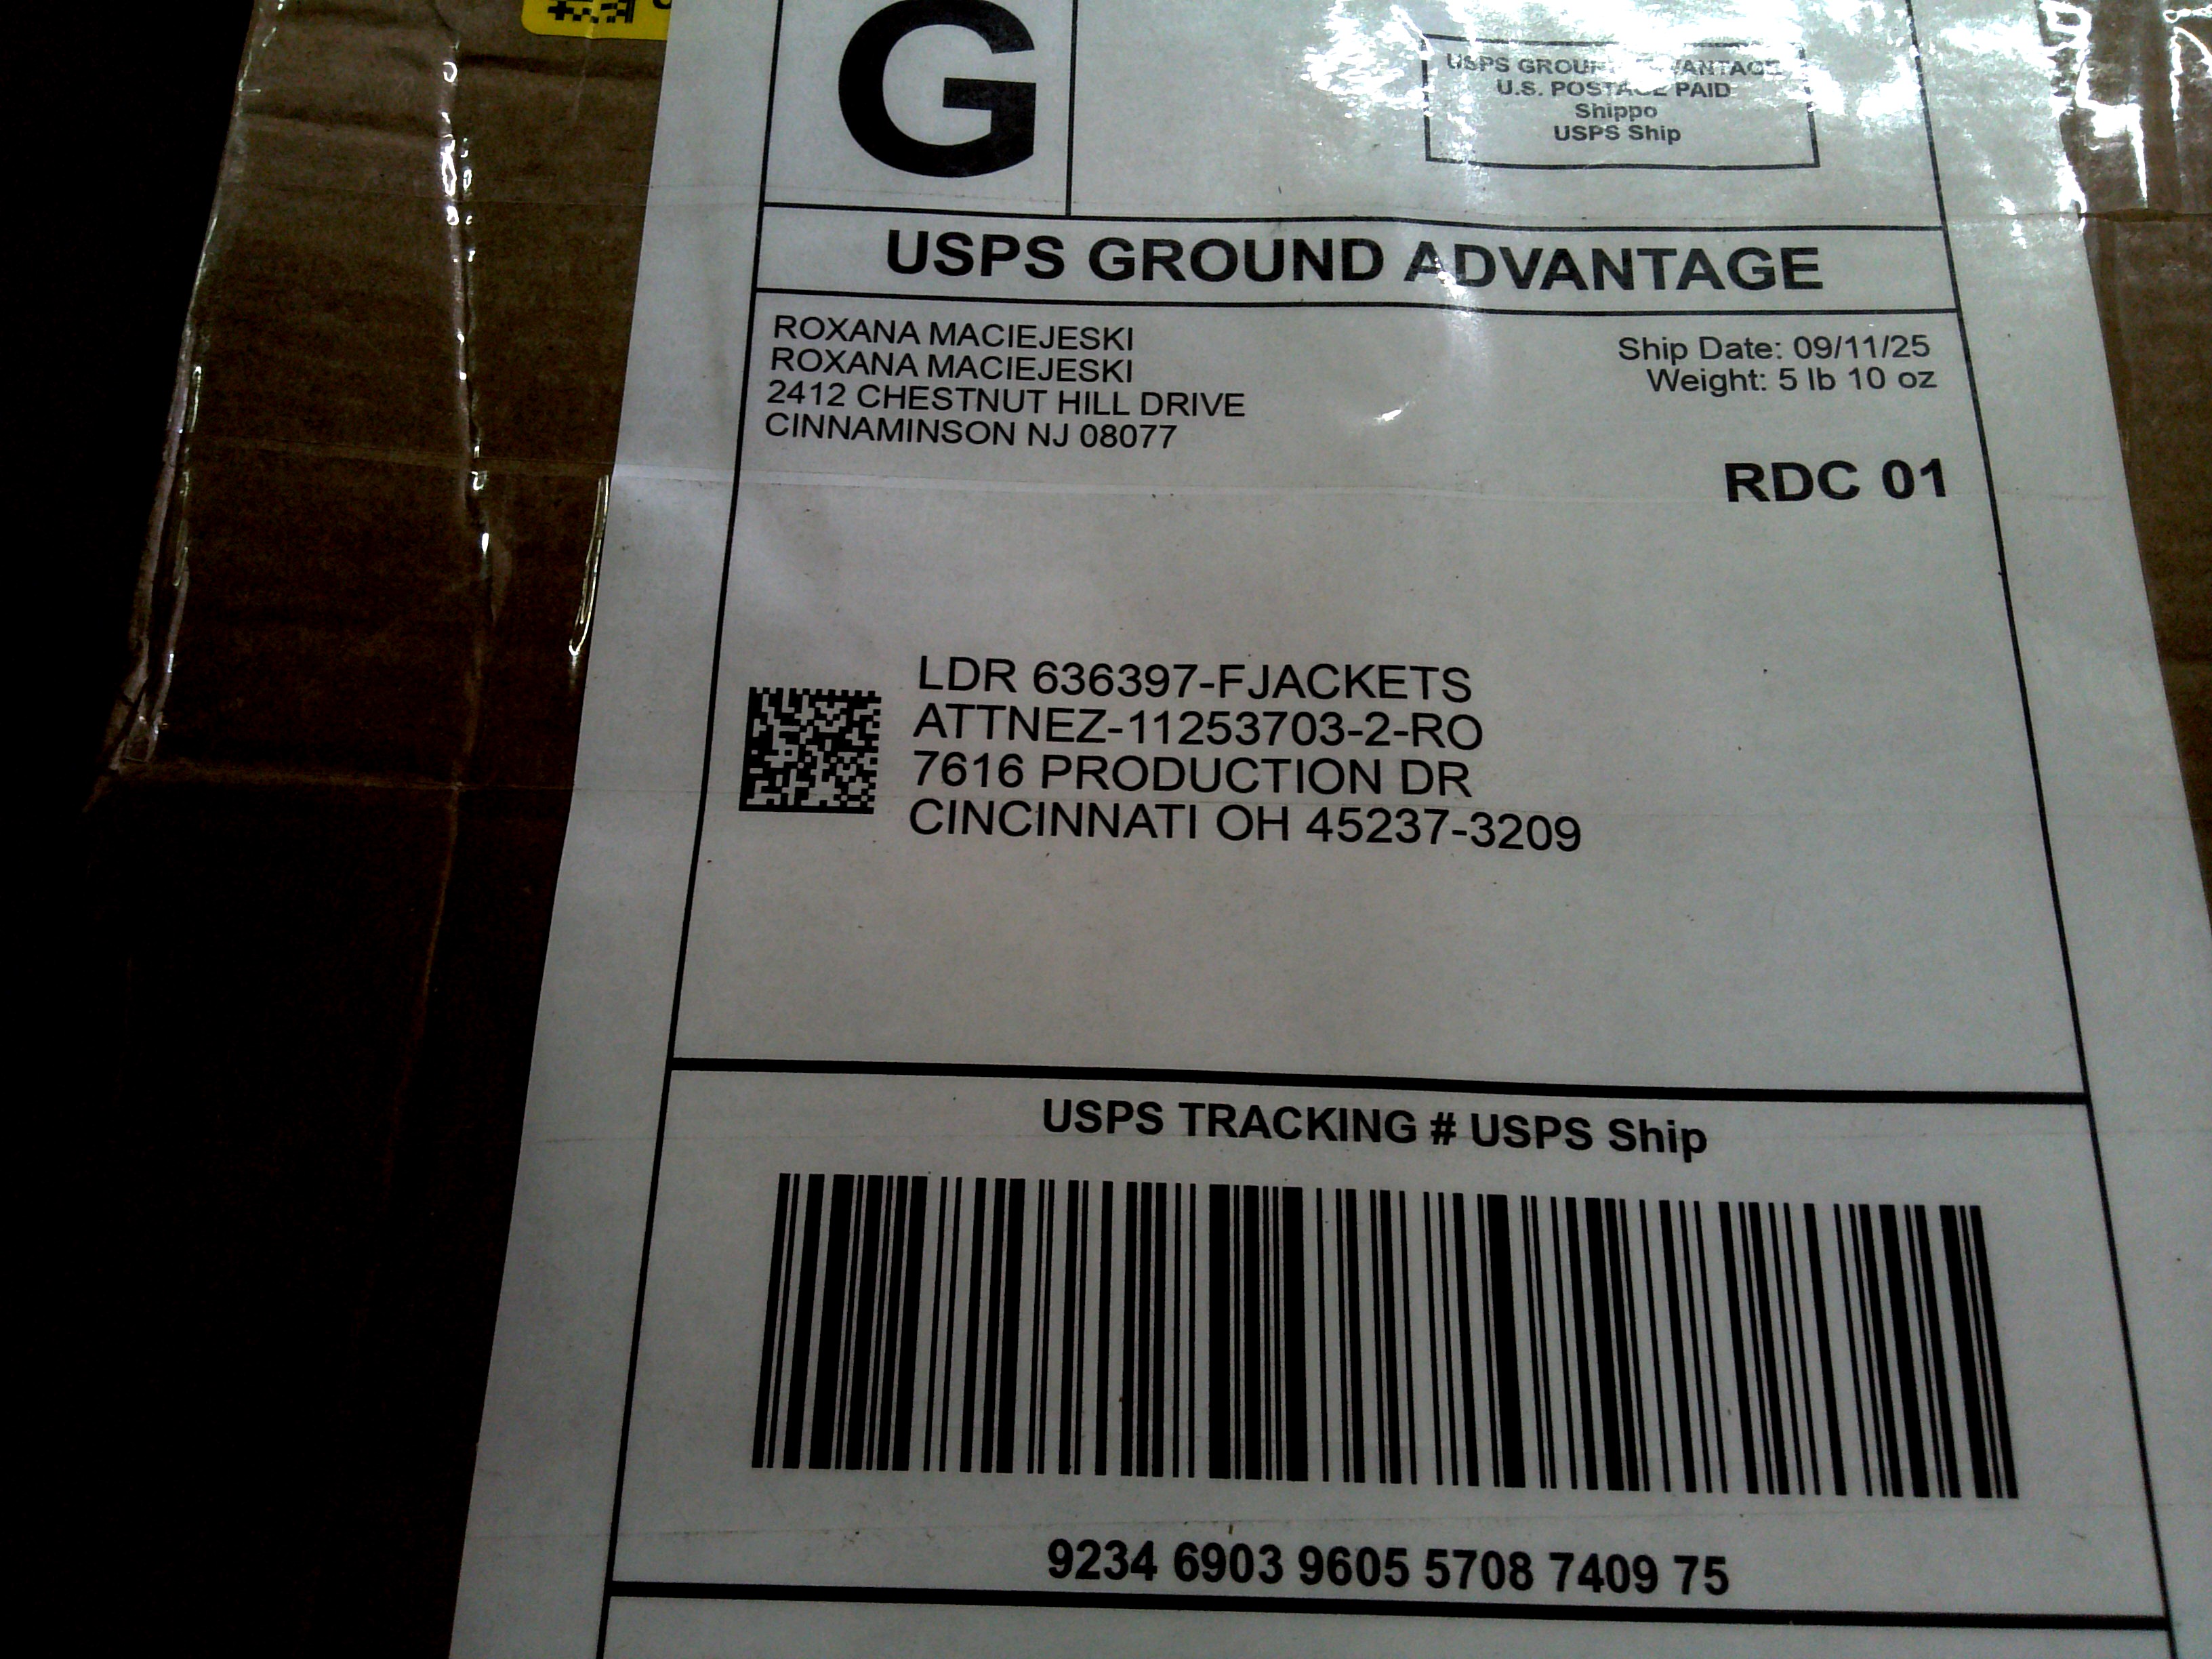 G
USPS GROUND ADVANTAGE
U.S. POSTAGE PAID
Shippo
USPS Ship
USPS GROUND ADVANTAGE
ROXANA MACIEJESKI
ROXANA MACIEJESKI
2412 CHESTNUT HILL DRIVE
CINNAMINSON NJ 08077
Ship Date: 09/11/25
Weight: 5 lb 10 oz
RDC 01
LDR 636397-FJACKETS
ATTNEZ-11253703-2-RO
7616 PRODUCTION DR
CINCINNATI OH 45237-3209
USPS TRACKING # USPS Ship
9234 6903 9605 5708 7409 75